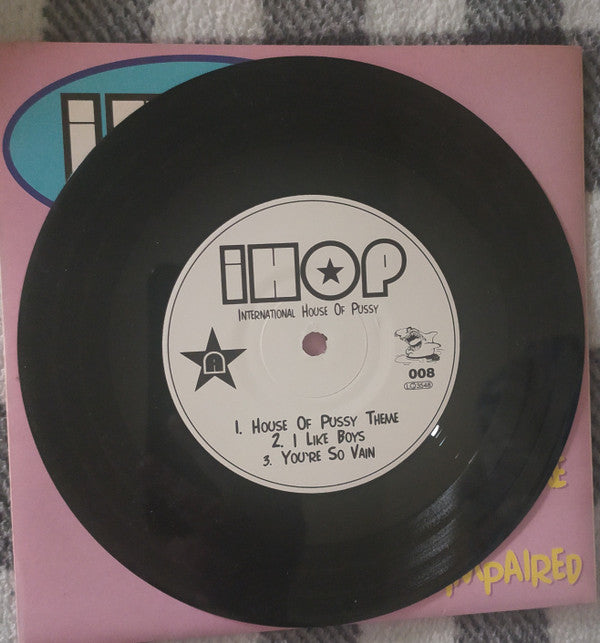 iHOP
INTERNATIONAL HOUSE OF PUSSY
A
008
LC3548
1. HOUSE OF PUSSY THEME
2. I LIKE BOYS
3. YOU'RE SO VAIN
IMPAIRED